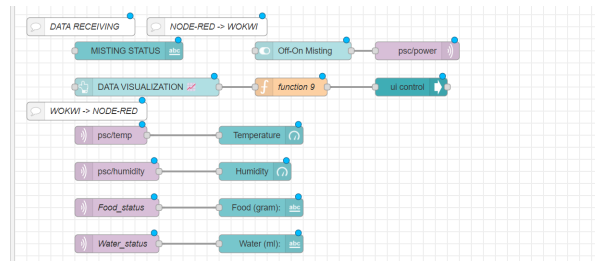 DATA RECEIVING
NODE-RED -> WOKWI
MISTING STATUS abc
Off-On Misting
psc/power
DATA VISUALIZATION 📈
f function 9
ui control
WOKWI -> NODE-RED
psc/temp
Temperature
psc/humidity
Humidity
Food_status
Food (gram): abc
Water_status
Water (ml): abc